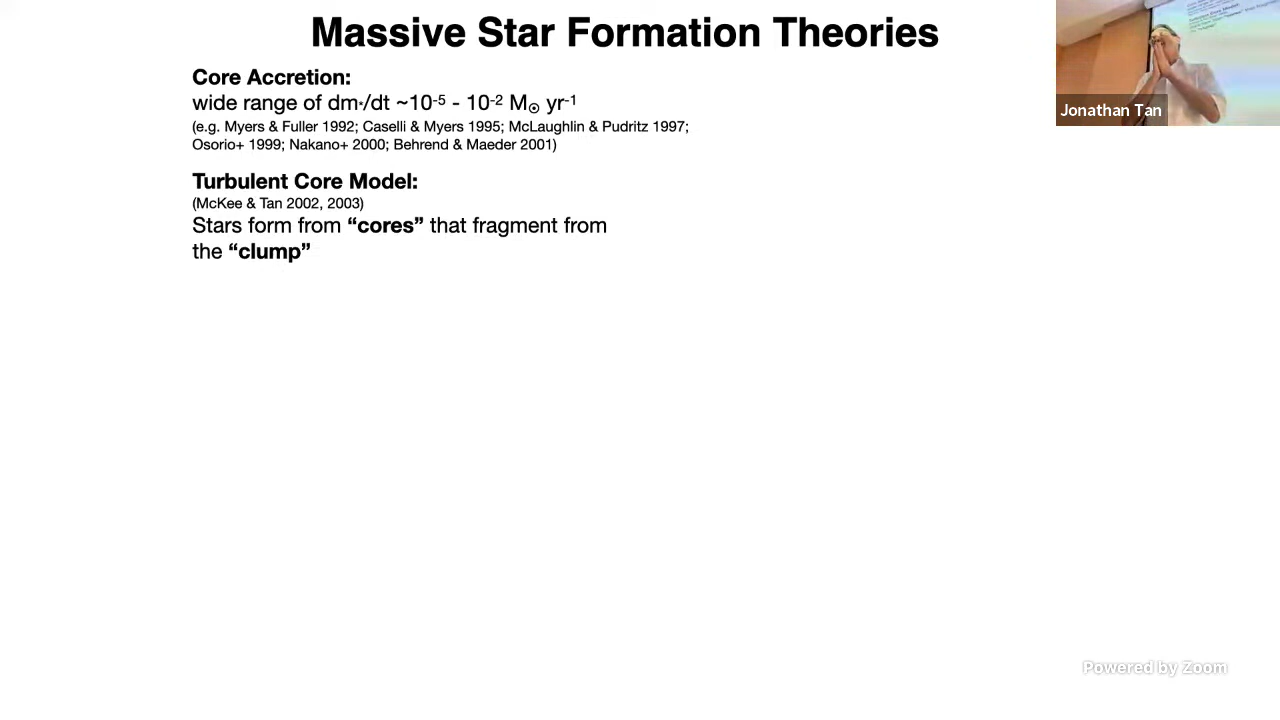 Massive Star Formation Theories
Core Accretion:
wide range of dm*/dt ~10-5 - 10-2 M⊙ yr-1
(e.g. Myers & Fuller 1992; Caselli & Myers 1995; McLaughlin & Pudritz 1997;
Osorio+ 1999; Nakano+ 2000; Behrend & Maeder 2001)
Turbulent Core Model:
(McKee & Tan 2002, 2003)
Stars form from “cores” that fragment from
the “clump”
Jonathan Tan
Powered by Zoom